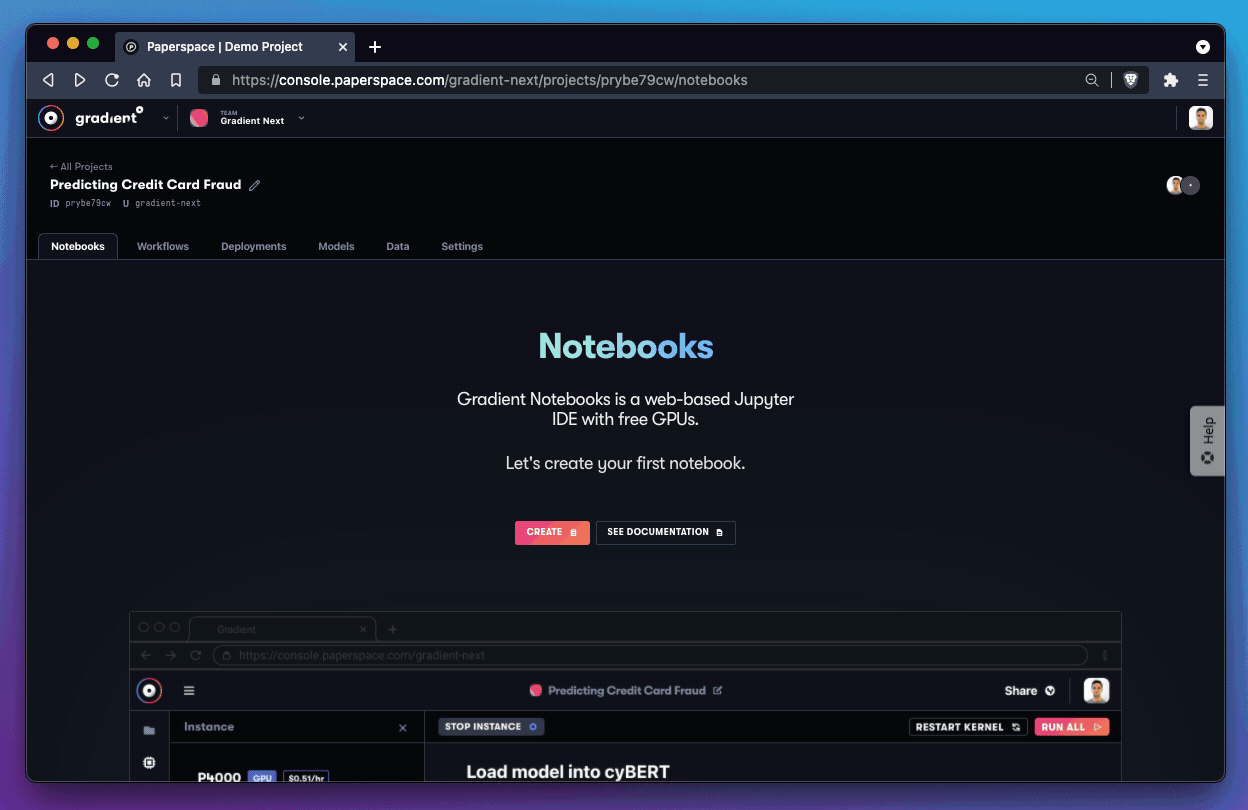 Paperspace | Demo Project
https://console.paperspace.com/gradient-next/projects/prybe79cw/notebooks
gradient
TEAM
Gradient Next
← All Projects
Predicting Credit Card Fraud
ID prybe79cw U gradient-next
Notebooks Workflows Deployments Models Data Settings
Notebooks
Gradient Notebooks is a web-based Jupyter
IDE with free GPUs.
Let's create your first notebook.
Help
CREATE SEE DOCUMENTATION
Gradient
https://console.paperspace.com/gradient-next
Predicting Credit Card Fraud
Share
Instance
STOP INSTANCE
RESTART KERNEL
RUN ALL
P4000 GPU $0.51/hr
Load model into cyBERT